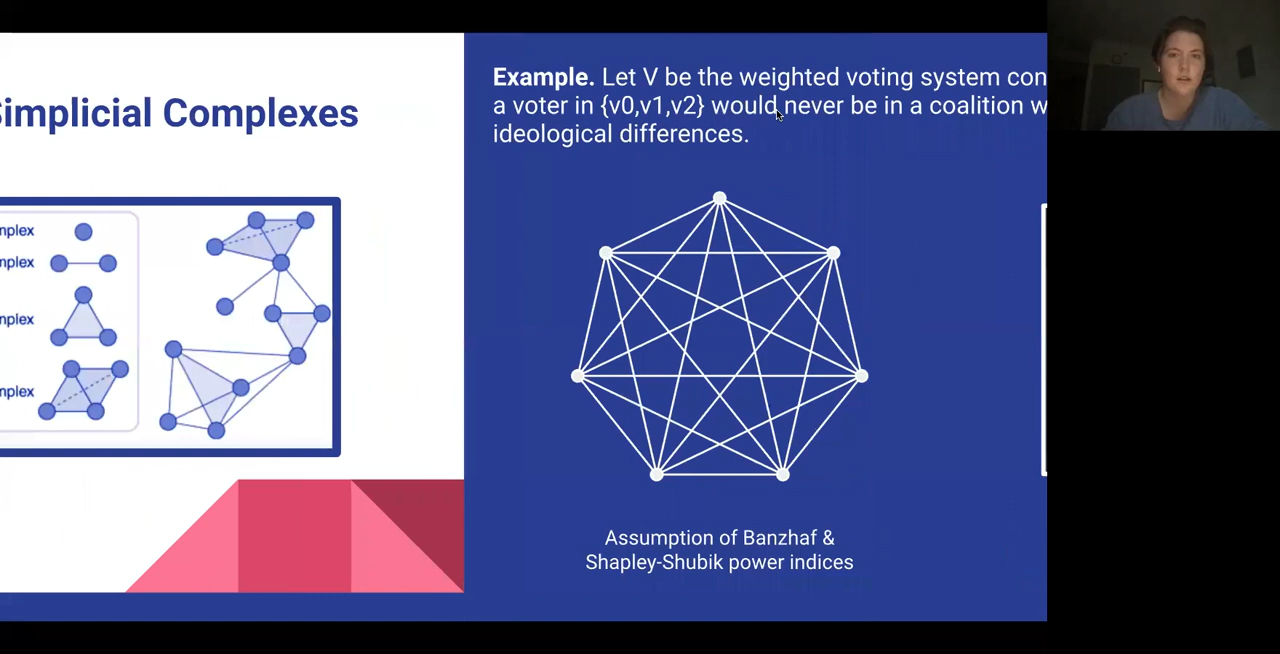 Simplicial Complexes
Example. Let V be the weighted voting system con
a voter in {v0,v1,v2} would never be in a coalition w
ideological differences.
mplex
mplex
mplex
mplex
Assumption of Banzhaf &
Shapley-Shubik power indices